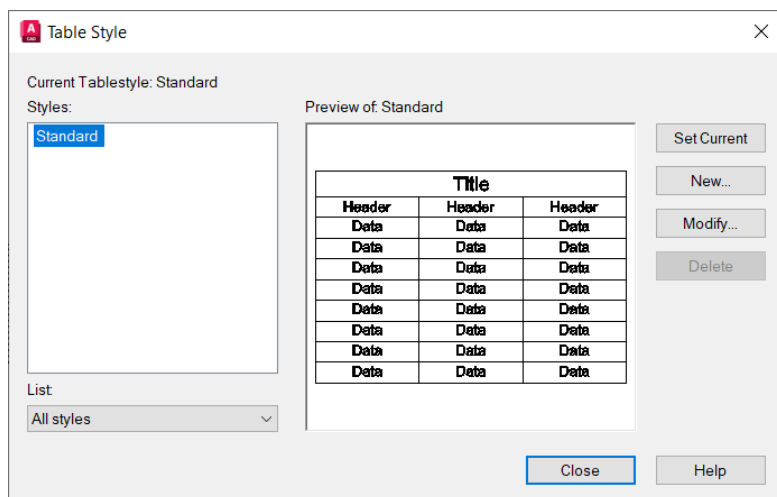 A
CAD
Table Style
Current Tablestyle: Standard
Styles:
Standard
List:
All styles
Preview of: Standard
Title
Header Header Header
Data Data Data
Data Data Data
Data Data Data
Data Data Data
Data Data Data
Data Data Data
Data Data Data
Data Data Data
Set Current
New...
Modify...
Delete
Close
Help